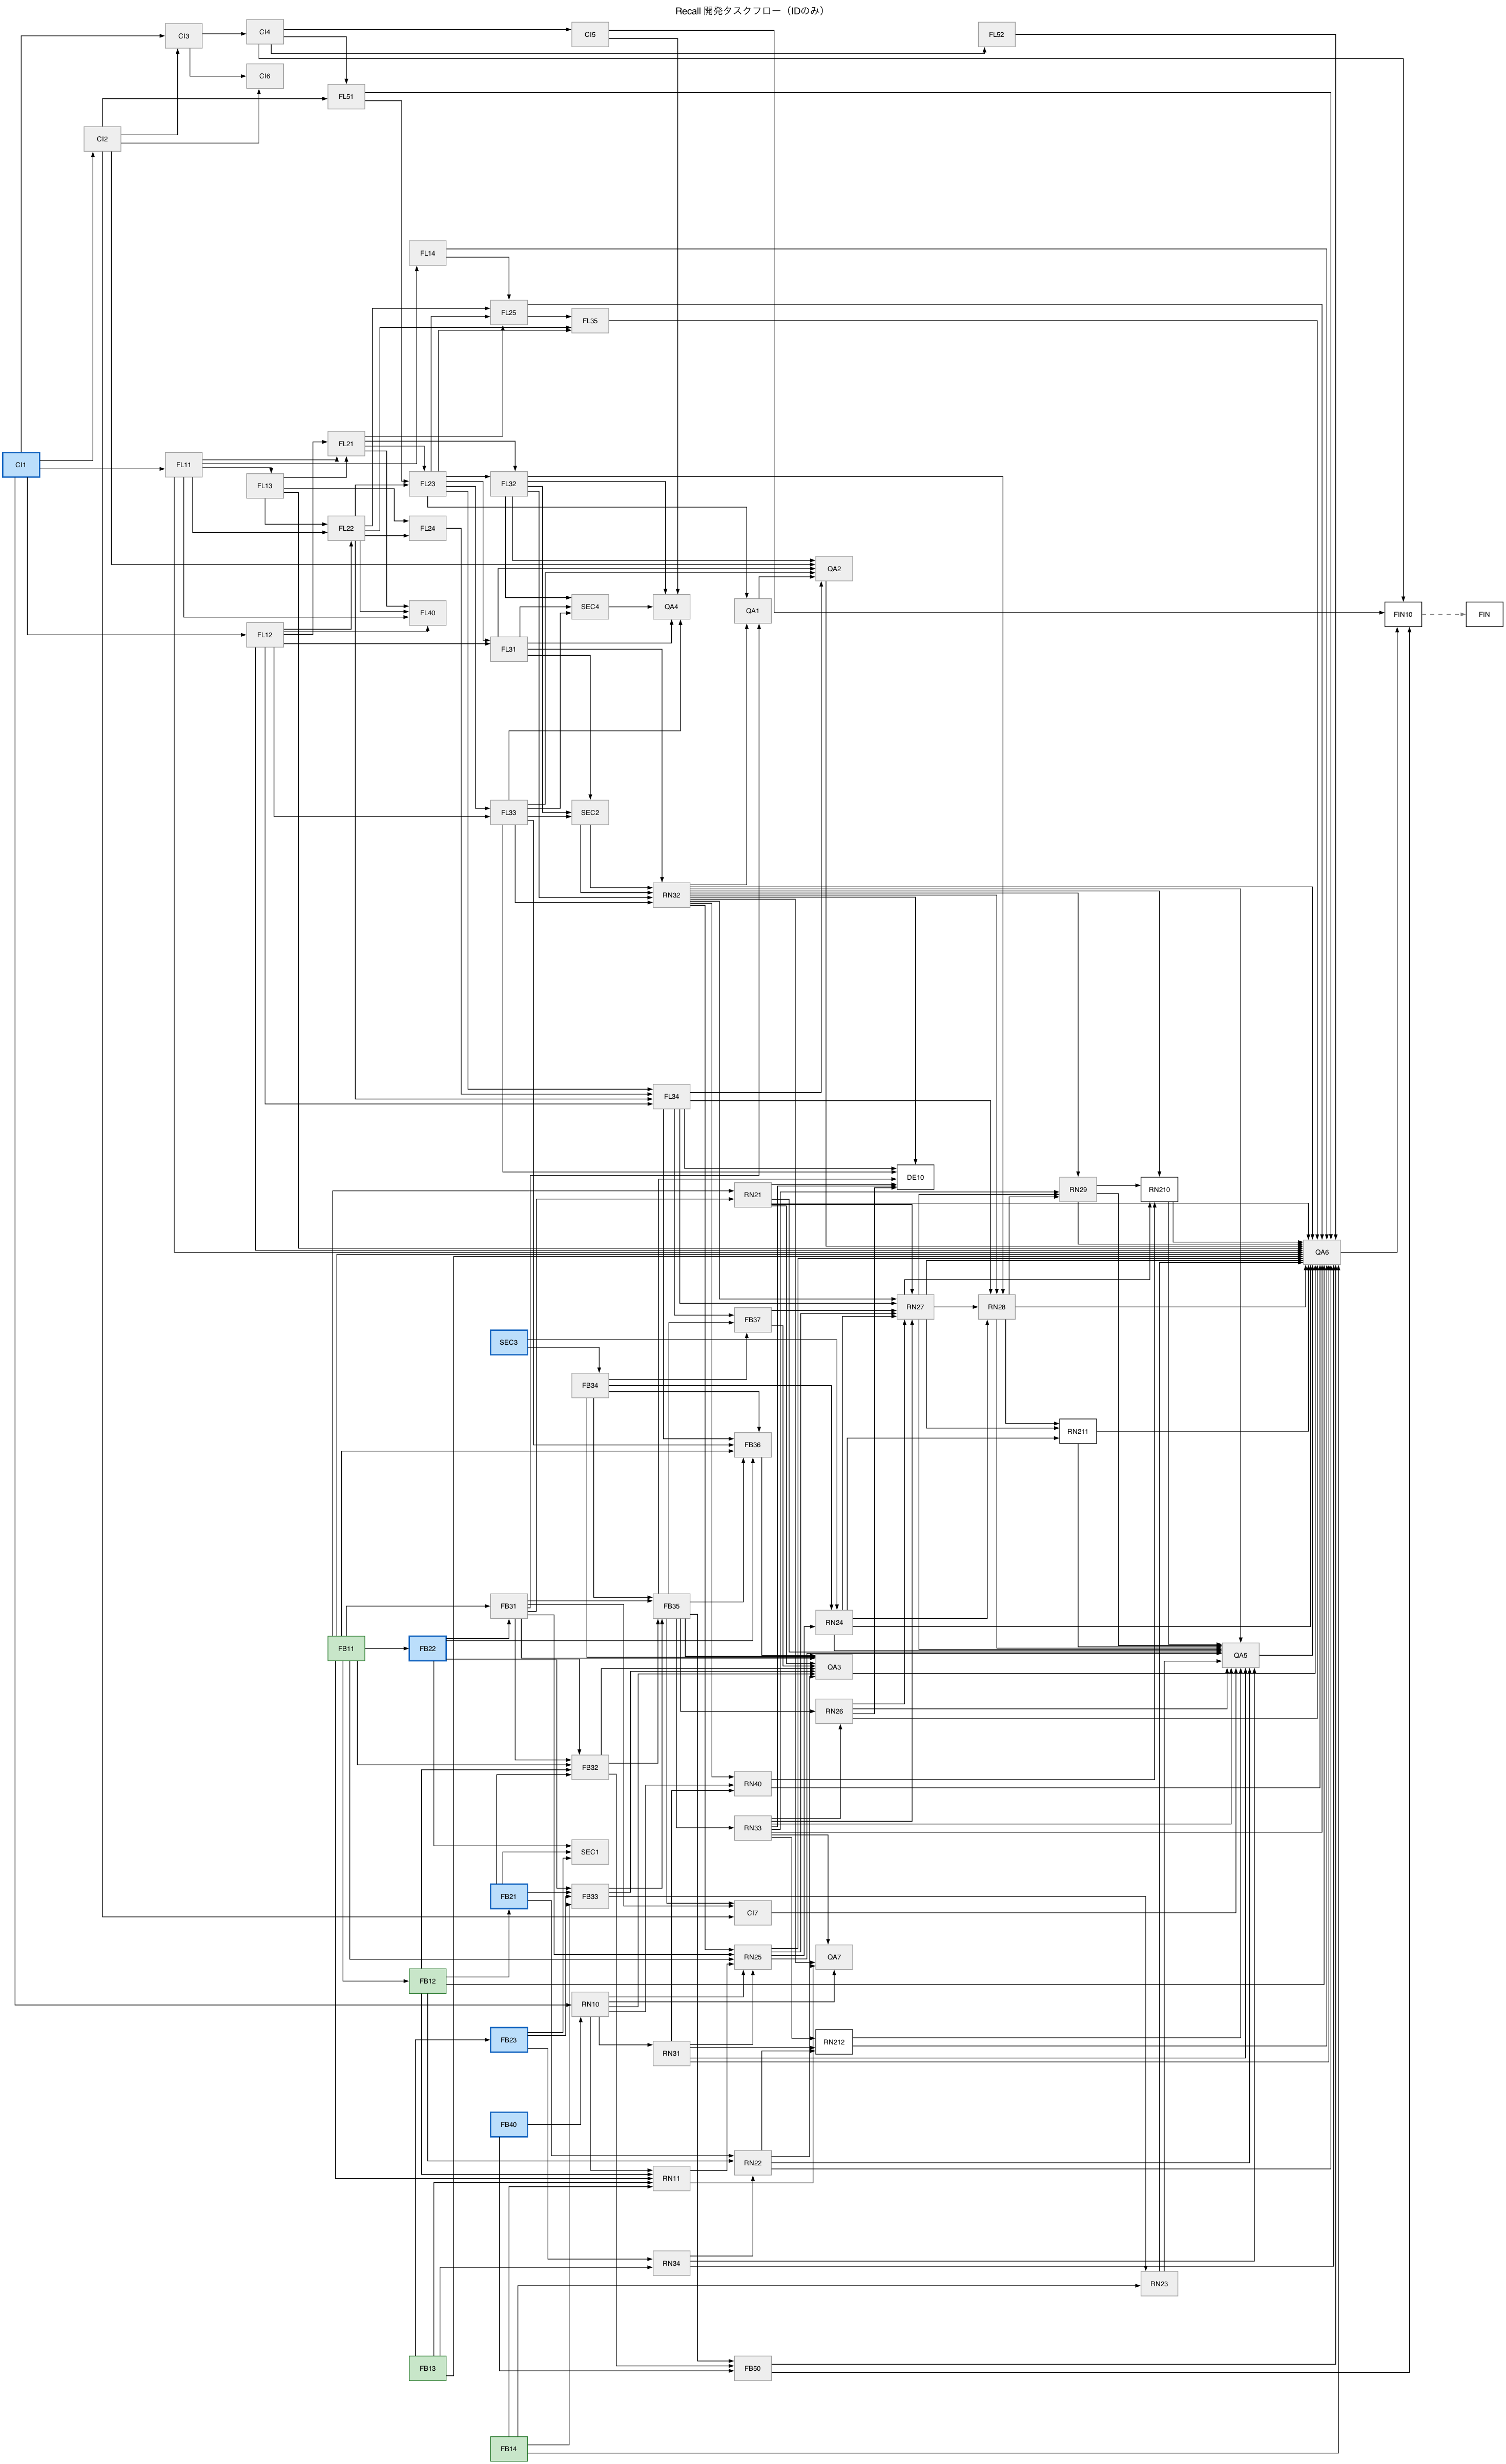 Recall 開発タスクフロー（IDのみ）
CI3
CI4
CI5
FL52
CI6
FL51
CI2
FL14
FL25
FL35
FL21
CI1
FL11
FL13
FL23
FL32
FL22
FL24
QA2
SEC4
QA4
QA1
FL40
FIN10
FIN
FL12
FL31
FL33
SEC2
RN32
FL34
DE10
RN21
RN29
RN210
QA6
RN27
RN28
FB37
SEC3
FB34
RN211
FB36
FB31
FB35
RN24
FB11
FB22
QA5
QA3
RN26
FB32
RN40
RN33
SEC1
FB21
FB33
CI7
RN25
QA7
FB12
RN10
FB23
RN212
RN31
FB40
RN22
RN11
RN34
RN23
FB13
FB50
FB14